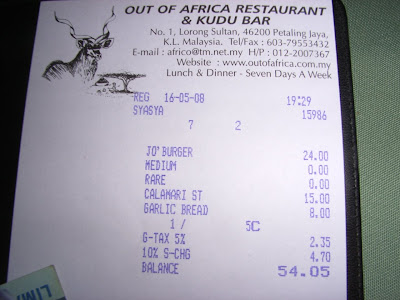 OUT OF AFRICA RESTAURANT
& KUDU BAR
No. 1, Lorong Sultan, 46200 Petaling Jaya,
K.L. Malaysia, Tel/Fax : 603-79553432
E-mail : africo@tm.net.my H/P : 012-2007367
Website : www.outofafrica.com.my
Lunch & Dinner - Seven Days A Week
REG 16-05-08 19:29
SYASYA 15986
7 2
JO'BURGER 24.00
MEDIUM 0.00
RARE 0.00
CALAMARI ST 15.00
GARLIC BREAD 8.00
1 / 5C
G-TAX 5% 2.35
10% S-CHG 4.70
BALANCE 54.05